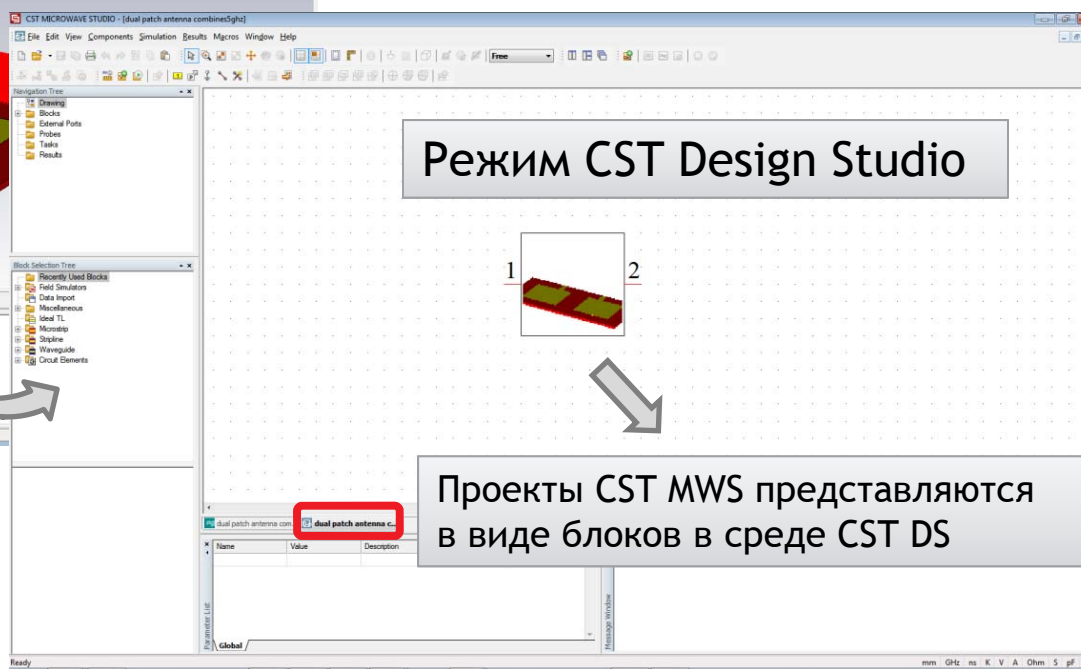 CST MICROWAVE STUDIO - [dual patch antenna combines5ghz]
File Edit View Components Simulation Results Macros Window Help
Free
Navigation Tree
Drawing
Blocks
External Ports
Probes
Tasks
Results
Режим CST Design Studio
1
2
Block Selection Tree
Recently Used Blocks
Field Simulators
Data Import
Miscellaneous
Ideal TL
Microstrip
Stripline
Waveguide
Circuit Elements
Проекты CST MWS представляются
в виде блоков в среде CST DS
dual patch antenna com...
dual patch antenna c...
Name Value Description
Parameter List
Global
Message Window
Ready
mm GHz ns K V A Ohm S pF